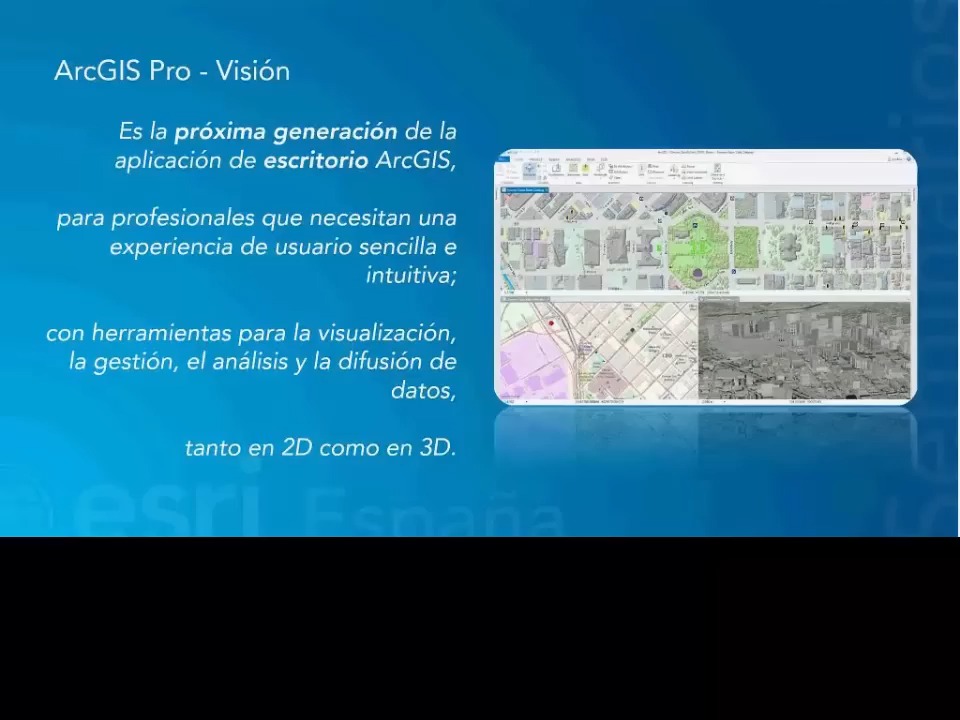 ArcGIS Pro - Visión
Es la próxima generación de la
aplicación de escritorio ArcGIS,
para profesionales que necesitan una
experiencia de usuario sencilla e
intuitiva;
con herramientas para la visualización,
la gestión, el análisis y la difusión de
datos,
tanto en 2D como en 3D.
esri España